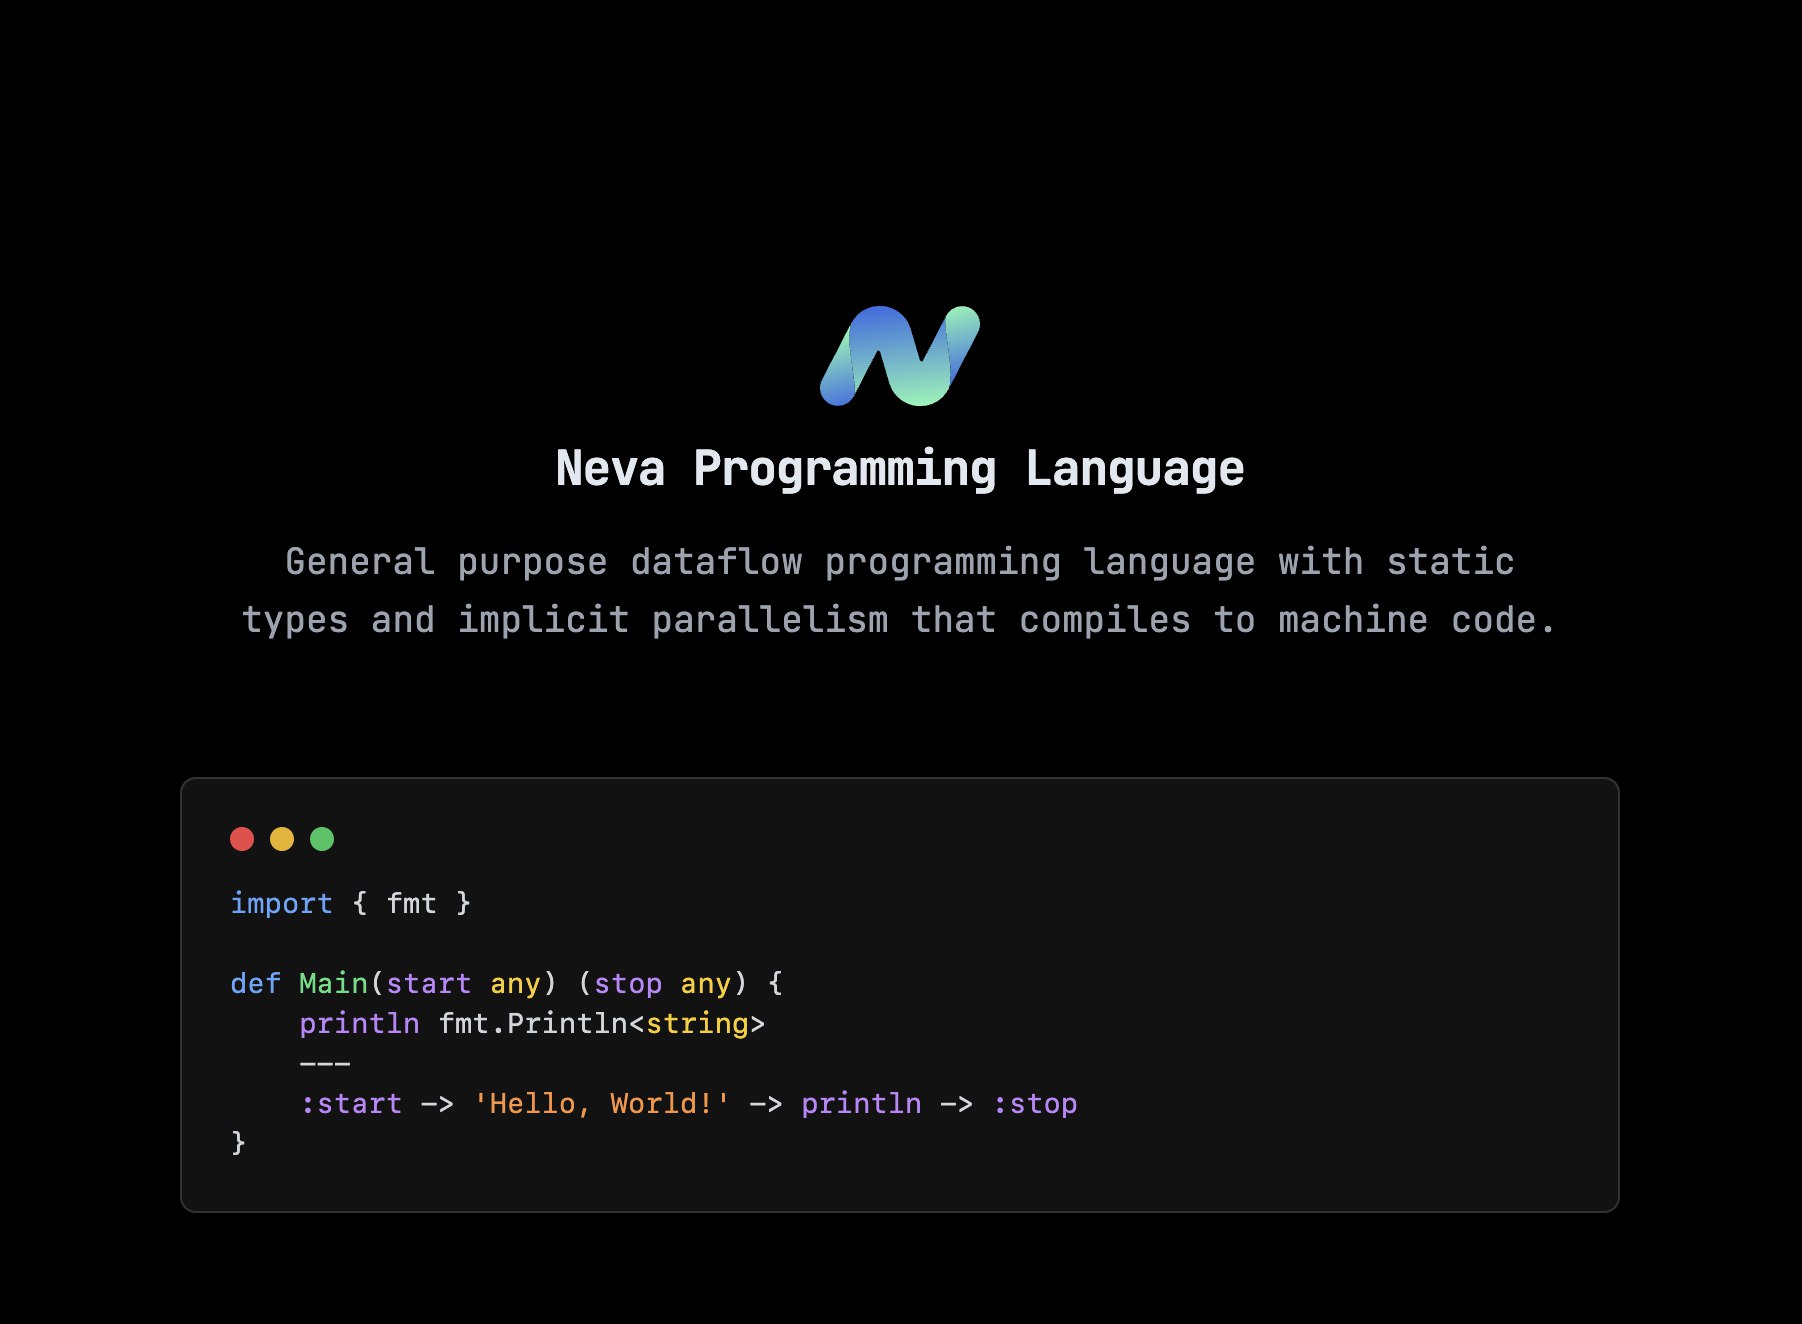 Neva Programming Language
General purpose dataflow programming language with static
types and implicit parallelism that compiles to machine code.
import { fmt }
def Main(start any) (stop any) {
    println fmt.Println<string>
    ---
    :start -> 'Hello, World!' -> println -> :stop
}